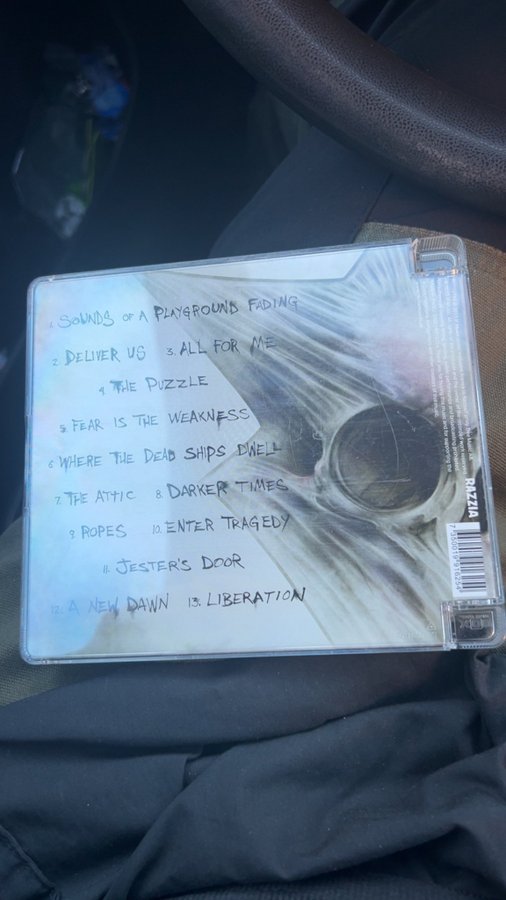 1. SOUNDS OF A PLAYGROUND FADING
2. DELIVER US 3. ALL FOR ME
4. THE PUZZLE
5. FEAR IS THE WEAKNESS
6. WHERE THE DEAD SHIPS DWELL
7. THE ATTIC 8. DARKER TIMES
9. ROPES 10. ENTER TRAGEDY
11. JESTER'S DOOR
12. A NEW DAWN 13. LIBERATION
RAZZIA